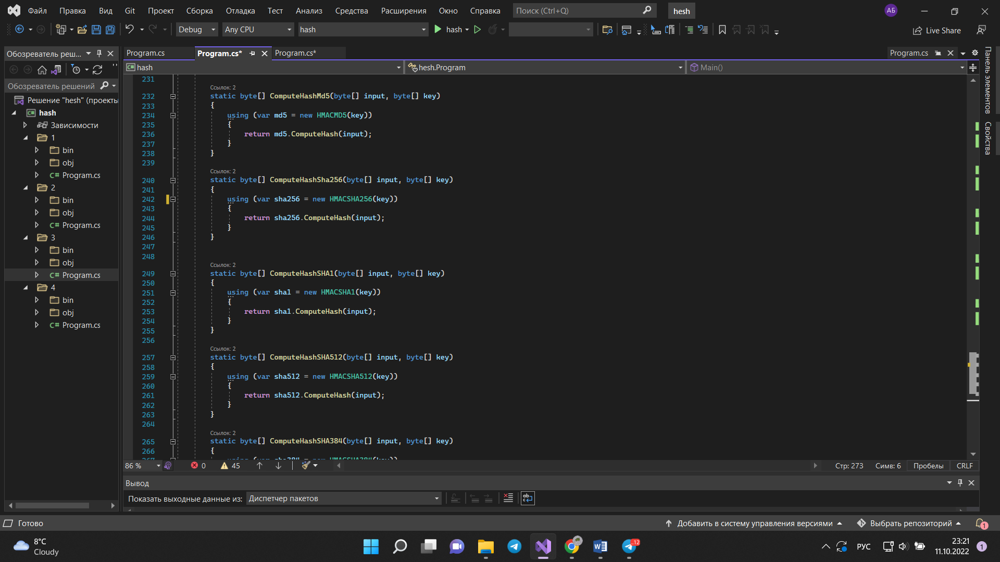 Файл Правка Вид Git Проект Сборка Отладка Тест Анализ Средства Расширения Окно Справка Поиск (Ctrl+Q) hesh АБ
Debug Any CPU hash hash Live Share
Обозреватель реш... Program.cs Program.cs* Program.cs* Program.cs
hash hesh.Program Main()
Обозреватель решений
Решение "hesh" (проекты
hash
Зависимости
1
bin
obj
C# Program.cs
2
bin
obj
C# Program.cs
3
bin
obj
C# Program.cs
4
bin
obj
C# Program.cs
231
Ссылок: 2
232 static byte[] ComputeHashMd5(byte[] input, byte[] key)
233 {
234 using (var md5 = new HMACMD5(key))
235 {
236 return md5.ComputeHash(input);
237 }
238 }
239
Ссылок: 2
240 static byte[] ComputeHashSha256(byte[] input, byte[] key)
241 {
242 using (var sha256 = new HMACSHA256(key))
243 {
244 return sha256.ComputeHash(input);
245 }
246 }
247
248
Ссылок: 2
249 static byte[] ComputeHashSHA1(byte[] input, byte[] key)
250 {
251 using (var sha1 = new HMACSHA1(key))
252 {
253 return sha1.ComputeHash(input);
254 }
255 }
256
Ссылок: 2
257 static byte[] ComputeHashSHA512(byte[] input, byte[] key)
258 {
259 using (var sha512 = new HMACSHA512(key))
260 {
261 return sha512.ComputeHash(input);
262 }
263 }
264
Ссылок: 2
265 static byte[] ComputeHashSHA384(byte[] input, byte[] key)
266 {
267 using (var sha384 = new HMACSHA384(key))
Панель элементов
Свойства
86 % 0 45 Стр: 273 Симв: 6 Пробелы CRLF
Вывод
Показать выходные данные из: Диспетчер пакетов
Готово Добавить в систему управления версиями Выбрать репозиторий 1
8°C
Cloudy
12
РУС
23:21
11.10.2022
1